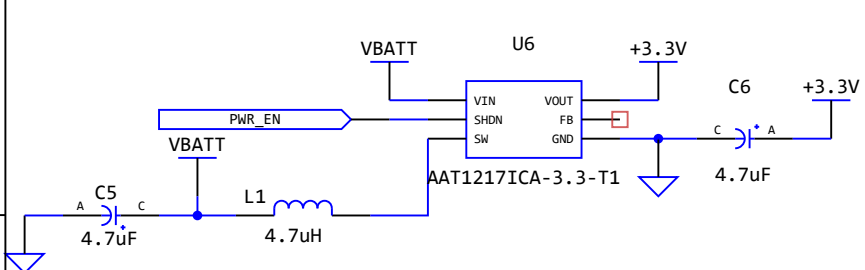 VBATT
U6
+3.3V
C6
+3.3V
VIN
VOUT
PWR_EN
SHDN
FB
C
A
VBATT
SW
GND
AAT1217ICA-3.3-T1
4.7uF
C5
L1
A
C
4.7uF
4.7uH